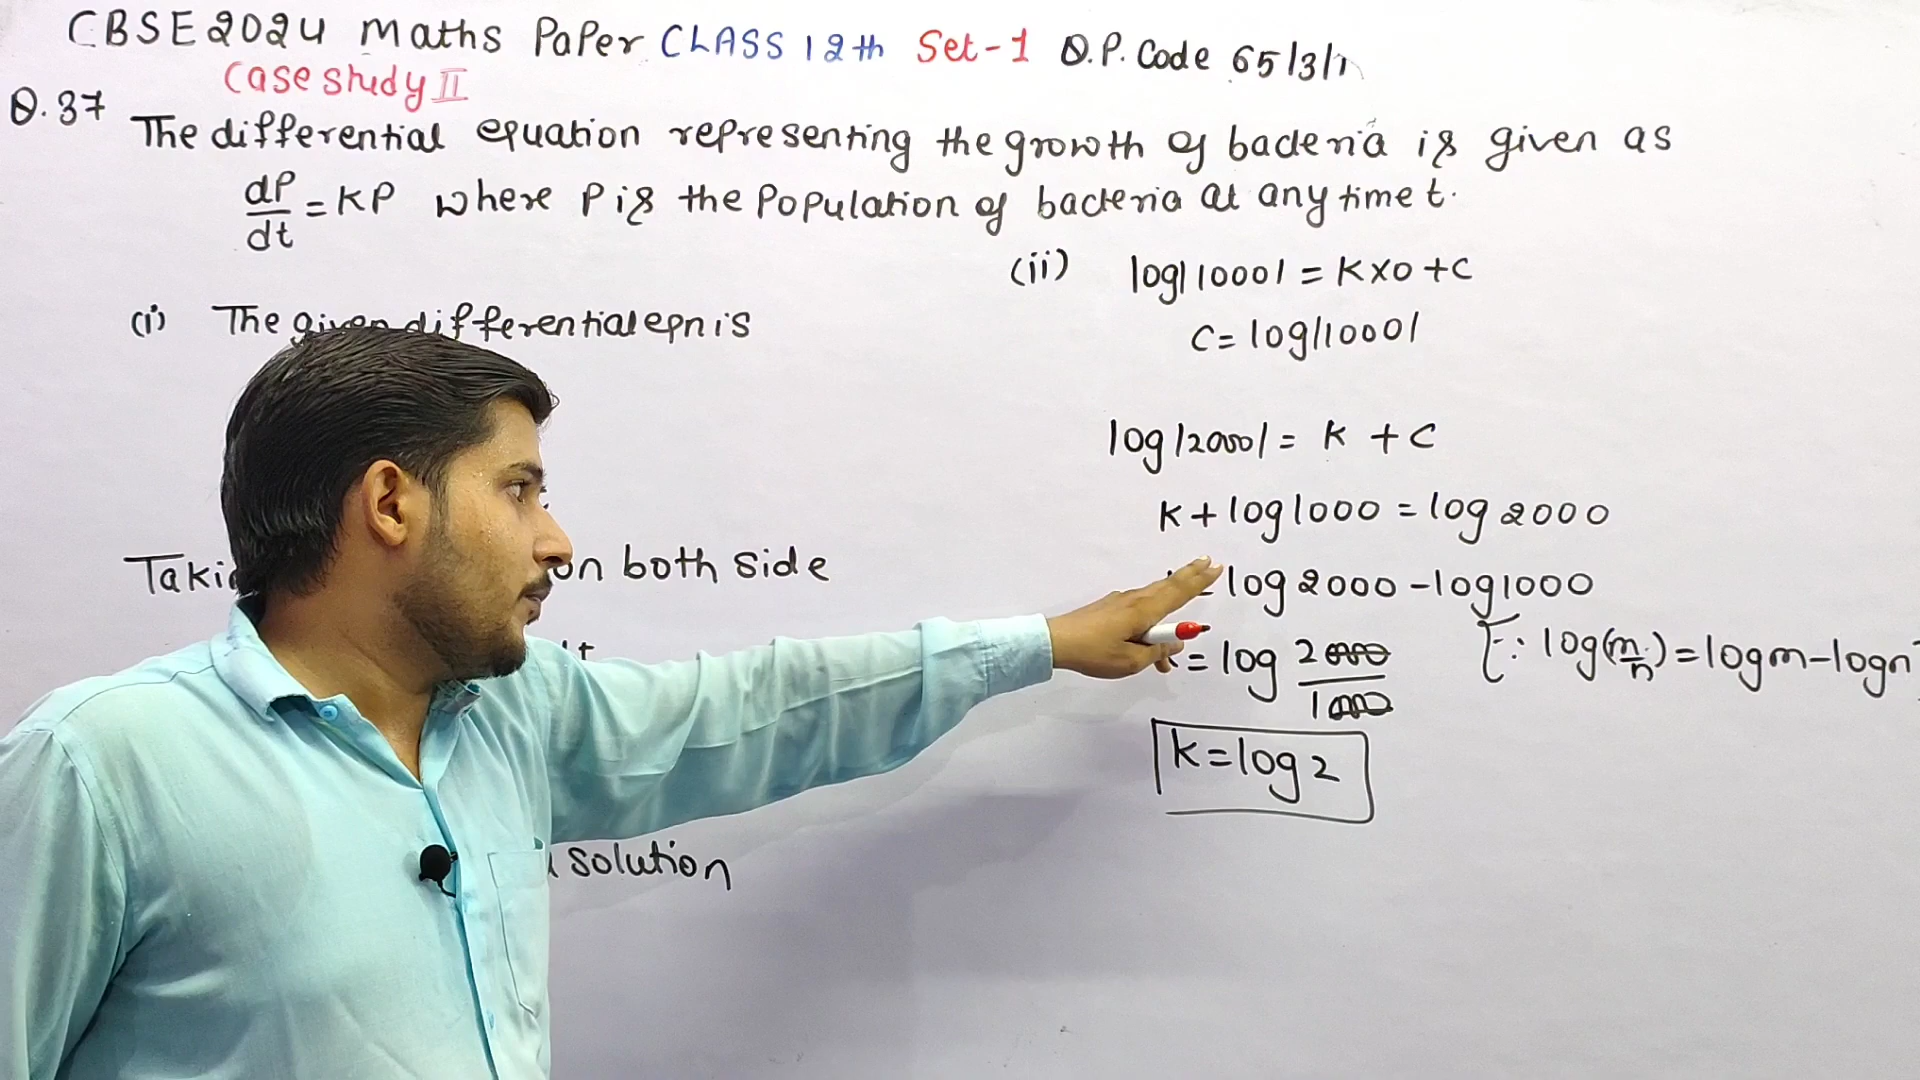 CBSE 2024 Maths Paper CLASS 12th Set-1 Q.P. Code 65/3/1
Case study II
Q.37 The differential equation representing the growth of bacteria is given as
dP/dt = KP where P is the Population of bacteria at any time t.
(i) The given differential eqn is
on both side
solution
(ii) log|1000| = K×0+C
C = log|1000|
log|2000| = K + C
K + log1000 = log 2000
= log 2000 - log1000
= log 2000/1000 [∵ log(m/n) = logm - logn]
K = log 2